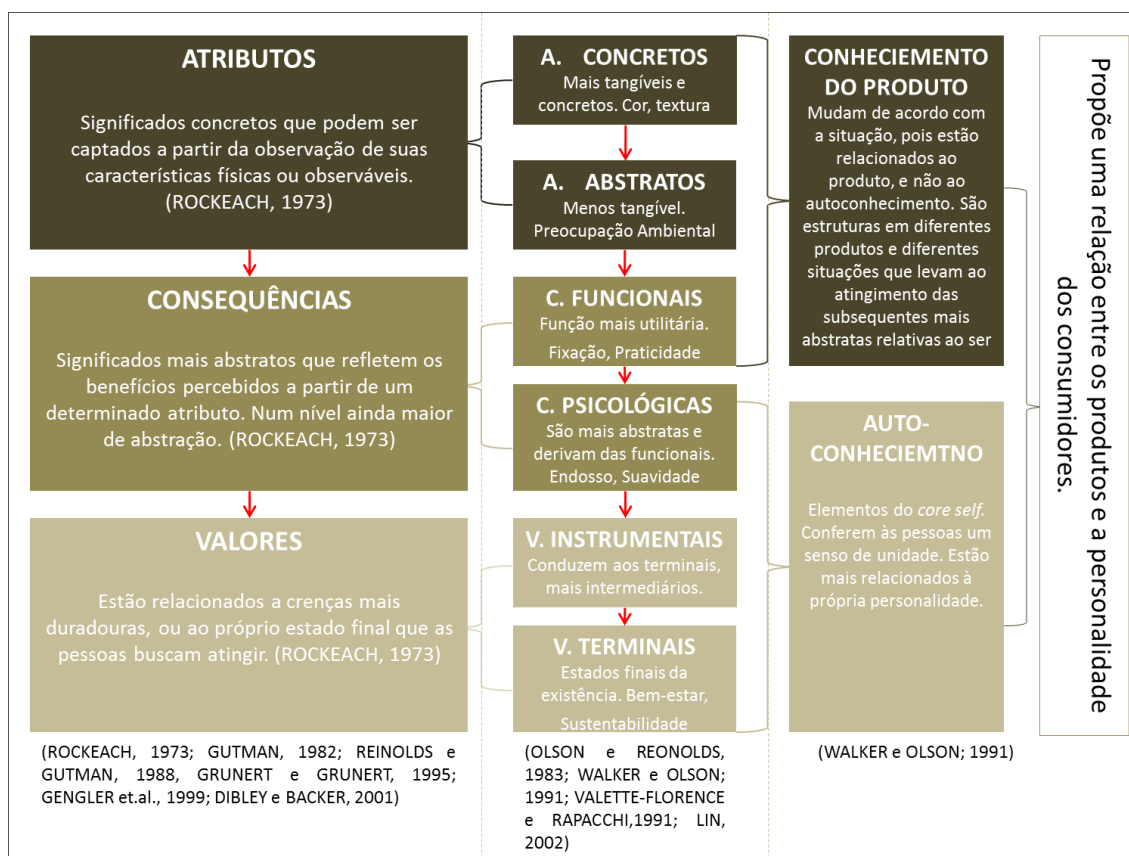 ATRIBUTOS
Significados concretos que podem ser
captados a partir da observação de suas
características físicas ou observáveis.
(ROCKEACH, 1973)
CONSEQUÊNCIAS
Significados mais abstratos que refletem os
benefícios percebidos a partir de um
determinado atributo. Num nível ainda maior
de abstração. (ROCKEACH, 1973)
VALORES
Estão relacionados a crenças mais
duradouras, ou ao próprio estado final que as
pessoas buscam atingir. (ROCKEACH, 1973)
(ROCKEACH, 1973; GUTMAN, 1982; REINOLDS e
GUTMAN, 1988, GRUNERT e GRUNERT, 1995;
GENGLER et.al., 1999; DIBLEY e BACKER, 2001)
A. CONCRETOS
Mais tangíveis e
concretos. Cor, textura
A. ABSTRATOS
Menos tangível.
Preocupação Ambiental
C. FUNCIONAIS
Função mais utilitária.
Fixação, Praticidade
C. PSICOLÓGICAS
São mais abstratas e
derivam das funcionais.
Endosso, Suavidade
V. INSTRUMENTAIS
Conduzem aos terminais,
mais intermediários.
V. TERMINAIS
Estados finais da
existência. Bem-estar,
Sustentabilidade
(OLSON e REONOLDS,
1983; WALKER e OLSON;
1991; VALETTE-FLORENCE
e RAPACCHI,1991; LIN,
2002)
CONHECIEMENTO
DO PRODUTO
Mudam de acordo com
a situação, pois estão
relacionados ao
produto, e não ao
autoconhecimento. São
estruturas em diferentes
produtos e diferentes
situações que levam ao
atingimento das
subsequentes mais
abstratas relativas ao ser
AUTO-
CONHECIEMTNO
Elementos do core self.
Conferem às pessoas um
senso de unidade. Estão
mais relacionados à
própria personalidade.
(WALKER e OLSON; 1991)
Propõe uma relação entre os produtos e a personalidade
dos consumidores.